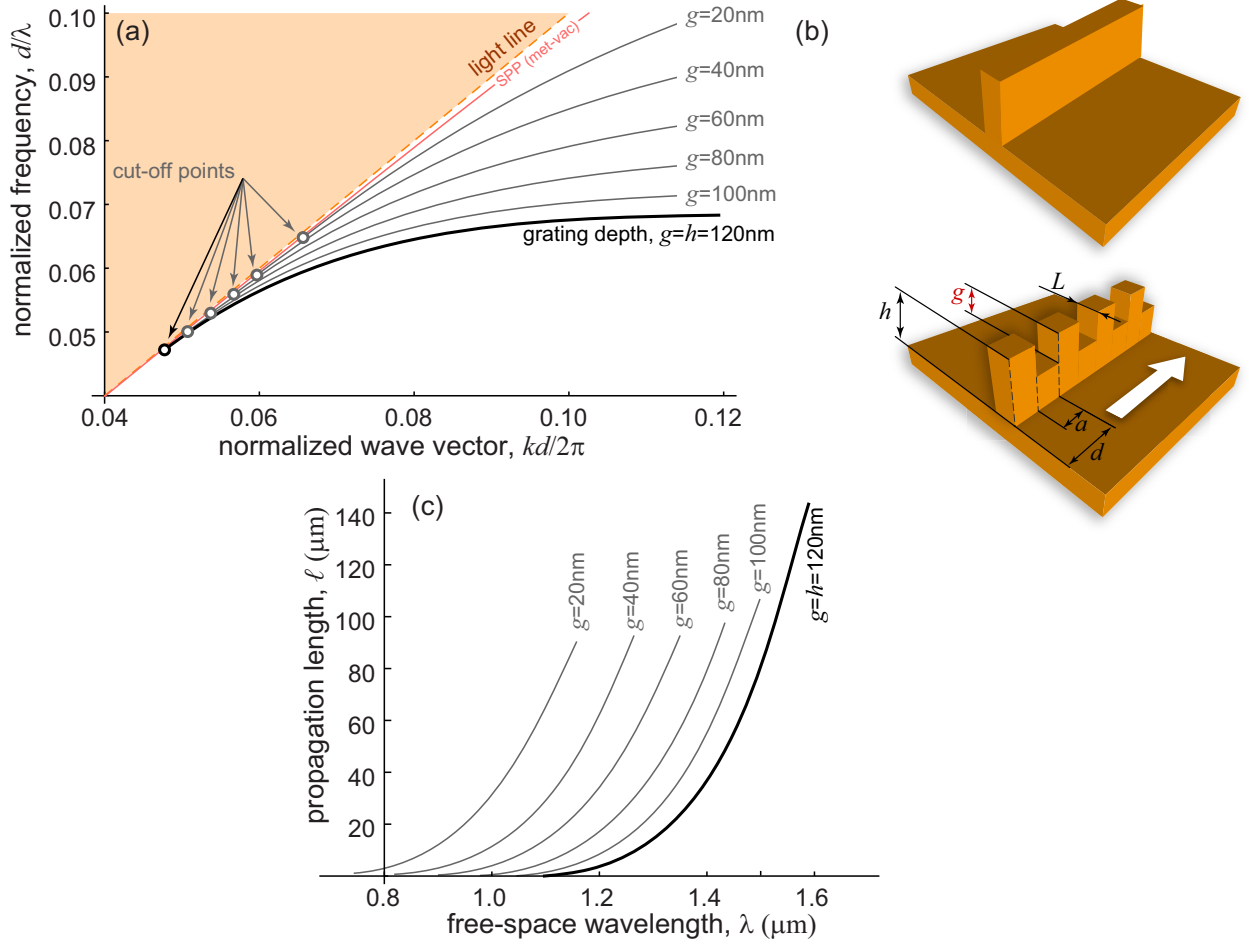 (a)
normalized frequency, d/λ
0.10
0.09
0.08
0.07
0.06
0.05
0.04
0.06
0.08
0.10
0.12
normalized wave vector, kd/2π
light line
SPP (met-vac)
cut-off points
g=20nm
g=40nm
g=60nm
g=80nm
g=100nm
grating depth, g=h=120nm
(b)
h
g
L
a
d
(c)
propagation length, ℓ (μm)
140
120
100
80
60
40
20
0.8
1.0
1.2
1.4
1.6
free-space wavelength, λ (μm)
g=20nm
g=40nm
g=60nm
g=80nm
g=100nm
g=h=120nm